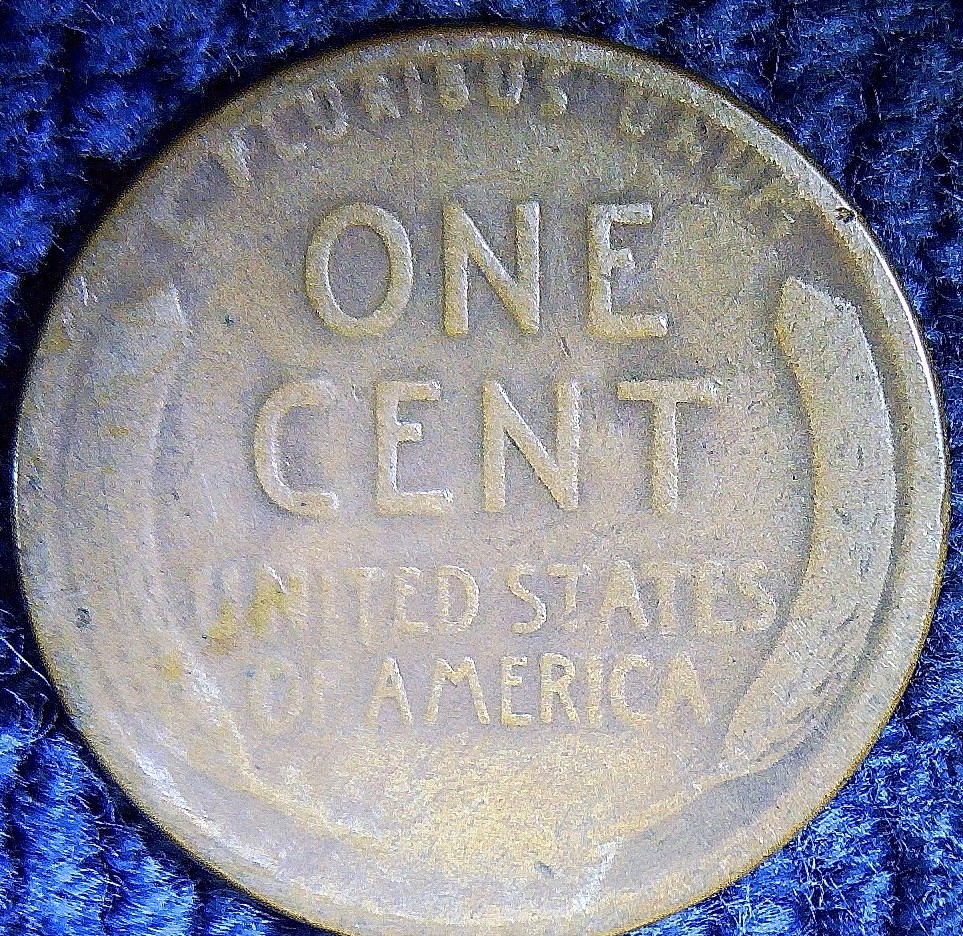 PLURIBUS UNUM
ONE
CENT
UNITED STATES
OF AMERICA